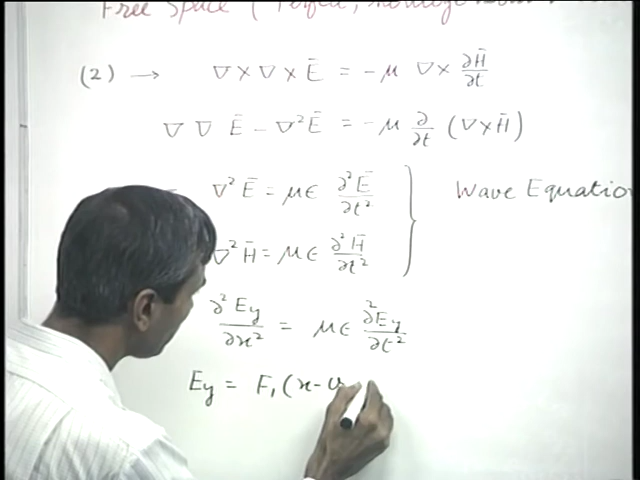 Free Space (Perfect,
(2) → ∇ × ∇ × Ē = -μ ∇ × ∂H̄/∂t
∇ ∇ Ē - ∇²Ē = -μ ∂/∂t (∇ × H̄)
∇²Ē = μϵ ∂²Ē/∂t² } Wave Equatio
∇²H̄ = μϵ ∂²H̄/∂t²
∂²Ey/∂x² = μϵ ∂²Ey/∂t²
Ey = F₁(x-v